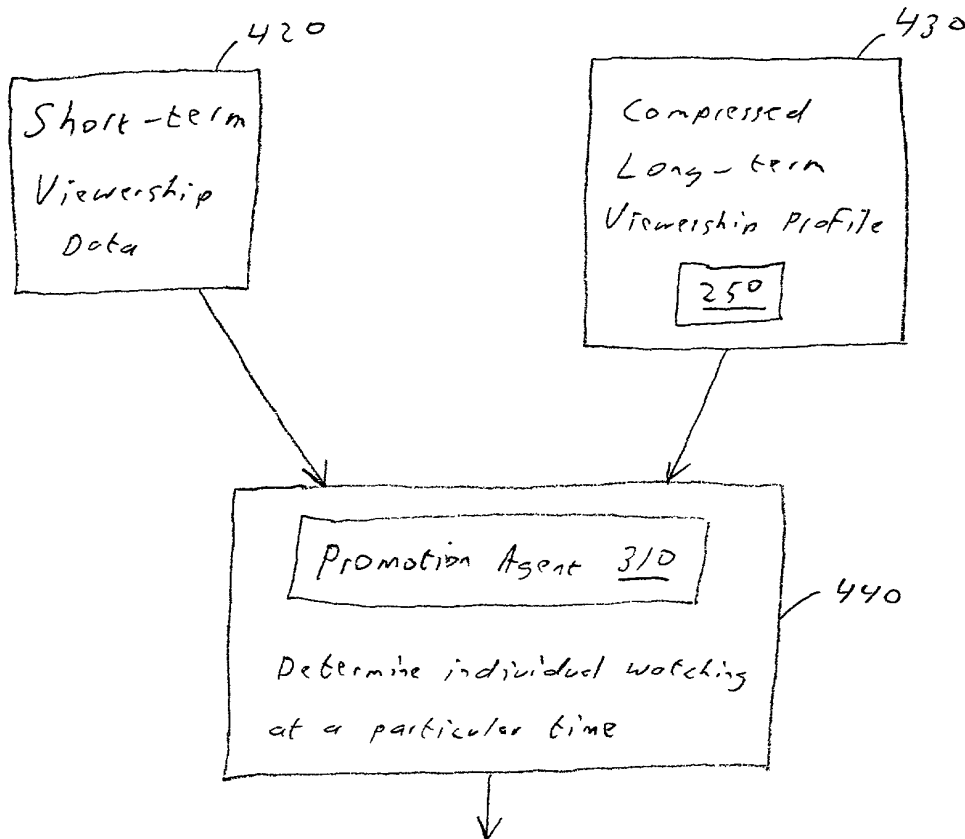 420
Short-term
Viewership
Data
430
Compressed
Long-term
Viewership Profile
250
Promotion Agent 310
440
Determine individual watching
at a particular time